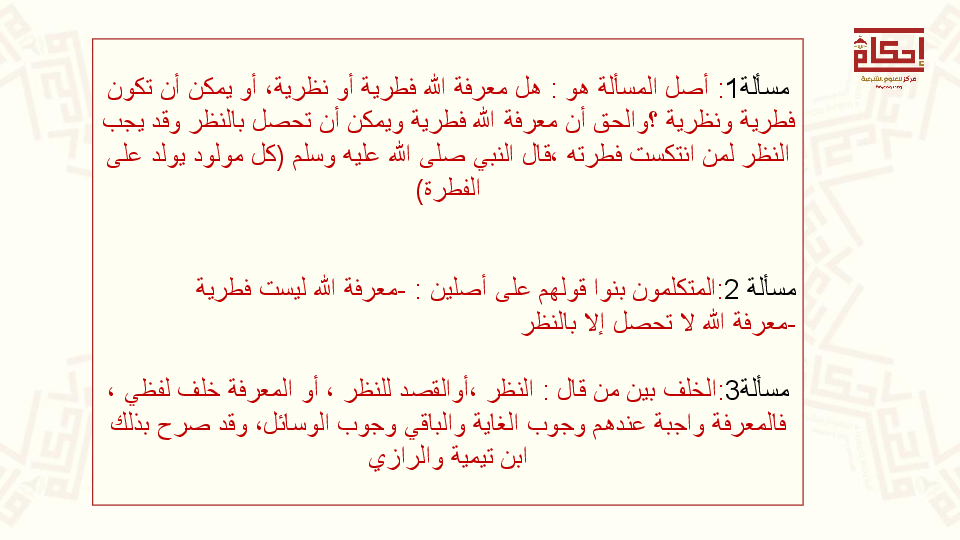 إحكام
مركز للعلوم الشرعية
مسألة1: أصل المسألة هو : هل معرفة الله فطرية أو نظرية، أو يمكن أن تكون
فطرية ونظرية ؟والحق أن معرفة الله فطرية ويمكن أن تحصل بالنظر وقد يجب
النظر لمن انتكست فطرته ،قال النبي صلى الله عليه وسلم (كل مولود يولد على
الفطرة)
مسألة 2:المتكلمون بنوا قولهم على أصلين : -معرفة الله ليست فطرية
-معرفة الله لا تحصل إلا بالنظر
مسألة3:الخلف بين من قال : النظر ،أوالقصد للنظر ، أو المعرفة خلف لفظي ،
فالمعرفة واجبة عندهم وجوب الغاية والباقي وجوب الوسائل، وقد صرح بذلك
ابن تيمية والرازي